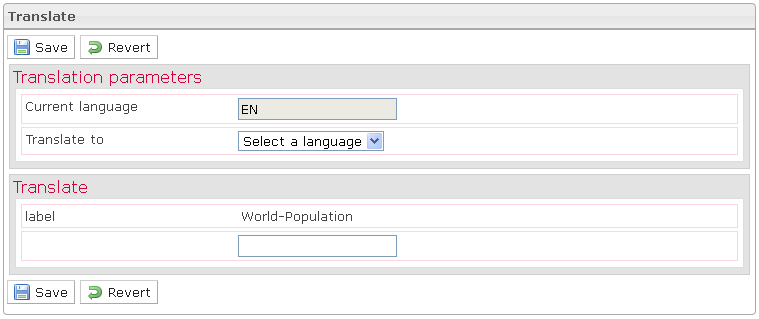 Translate
Save Revert
Translation parameters
Current language EN
Translate to Select a language
Translate
label World-Population
Save Revert